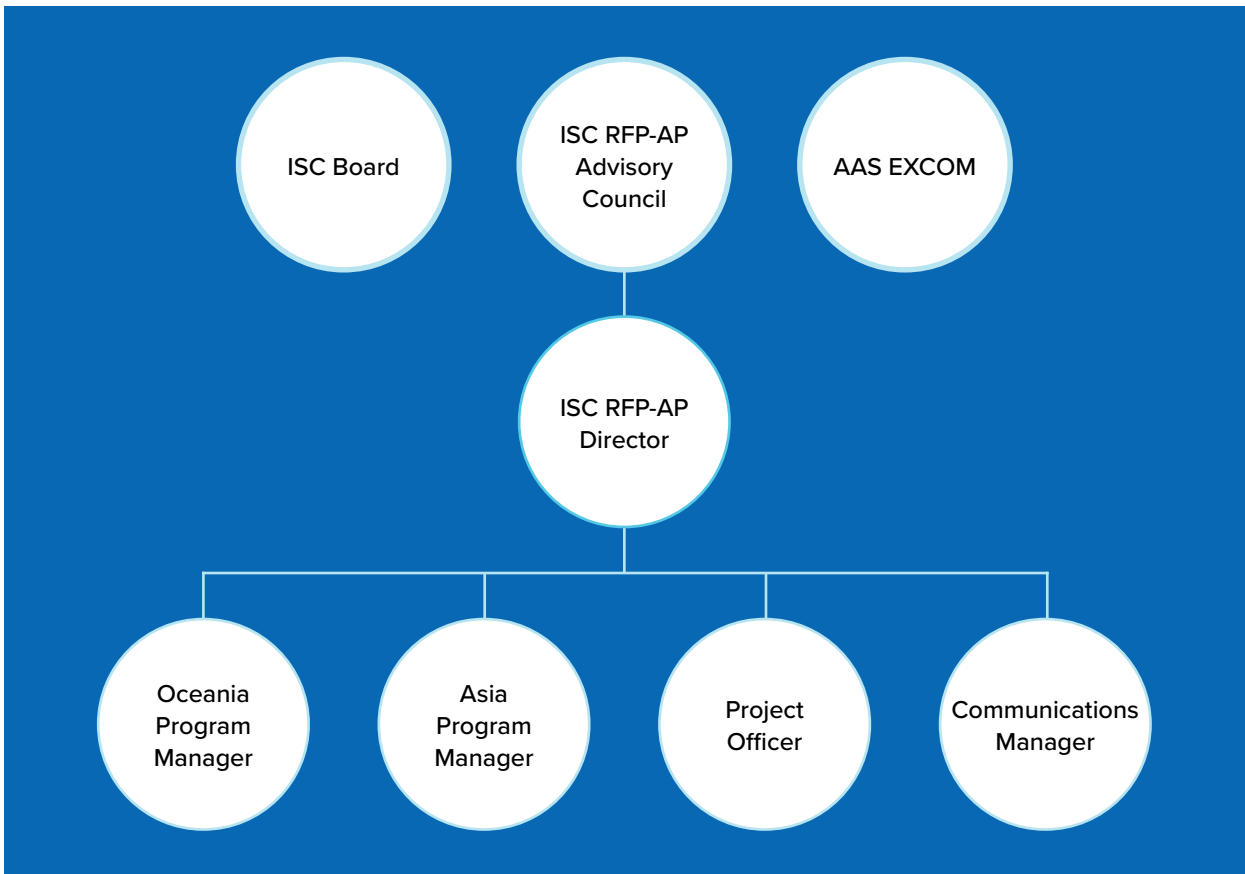 ISC Board
ISC RFP-AP
Advisory
Council
AAS EXCOM
ISC RFP-AP
Director
Oceania
Program
Manager
Asia
Program
Manager
Project
Officer
Communications
Manager